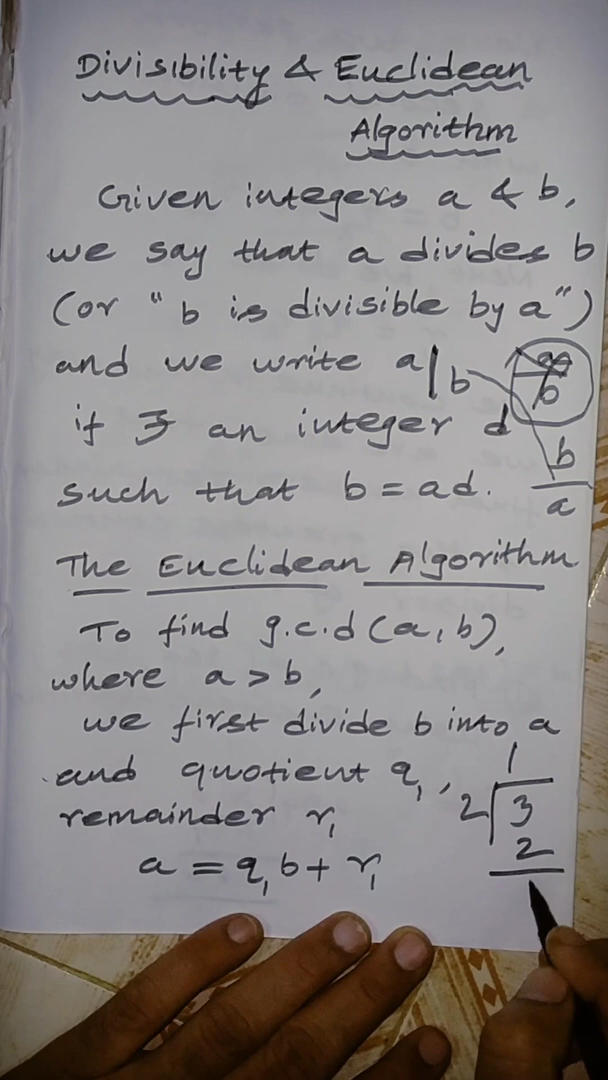 Divisibility & Euclidean
Algorithm
Given integers a & b,
we say that a divides b
(or "b is divisible by a")
and we write a|b
if ∃ an integer d
such that b = ad.
b
a
The Euclidean Algorithm
To find g.c.d (a, b),
where a > b,
we first divide b into a
and quotient q₁,
remainder r₁
a = q₁b + r₁
1
2 3
2